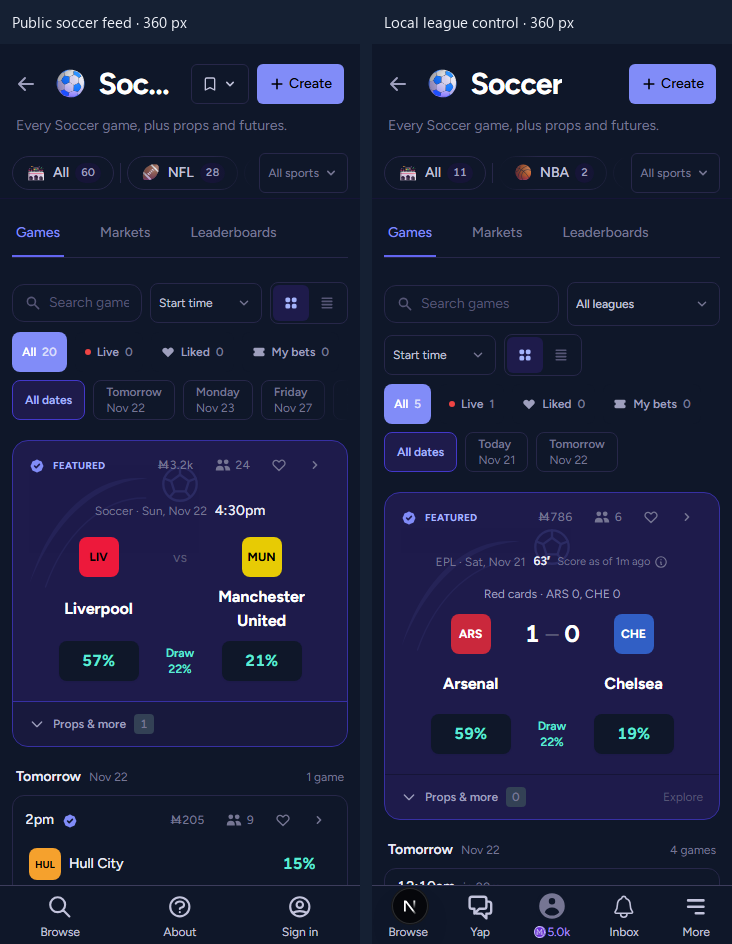 Public soccer feed · 360 px
Soc...
Create
Every Soccer game, plus props and futures.
All 60
NFL 28
All sports
Games
Markets
Leaderboards
Search game
Start time
All 20
Live 0
Liked 0
My bets 0
All dates
Tomorrow
Nov 22
Monday
Nov 23
Friday
Nov 27
FEATURED
M3.2k
24
Soccer · Sun, Nov 22 4:30pm
LIV
VS
MUN
Liverpool
Manchester
United
57%
Draw
22%
21%
Props & more 1
Tomorrow Nov 22
1 game
2pm
M205
9
HUL
Hull City
15%
Browse
About
Sign in
Local league control · 360 px
Soccer
Create
Every Soccer game, plus props and futures.
All 11
NBA 2
All sports
Games
Markets
Leaderboards
Search games
All leagues
Start time
All 5
Live 1
Liked 0
My bets 0
All dates
Today
Nov 21
Tomorrow
Nov 22
FEATURED
M786
6
EPL · Sat, Nov 21 63' Score as of 1m ago
Red cards · ARS 0, CHE 0
ARS
1 — 0
CHE
Arsenal
Chelsea
59%
Draw
22%
19%
Props & more 0
Explore
Tomorrow Nov 22
4 games
N
Browse
Yap
M 5.0k
Inbox
More